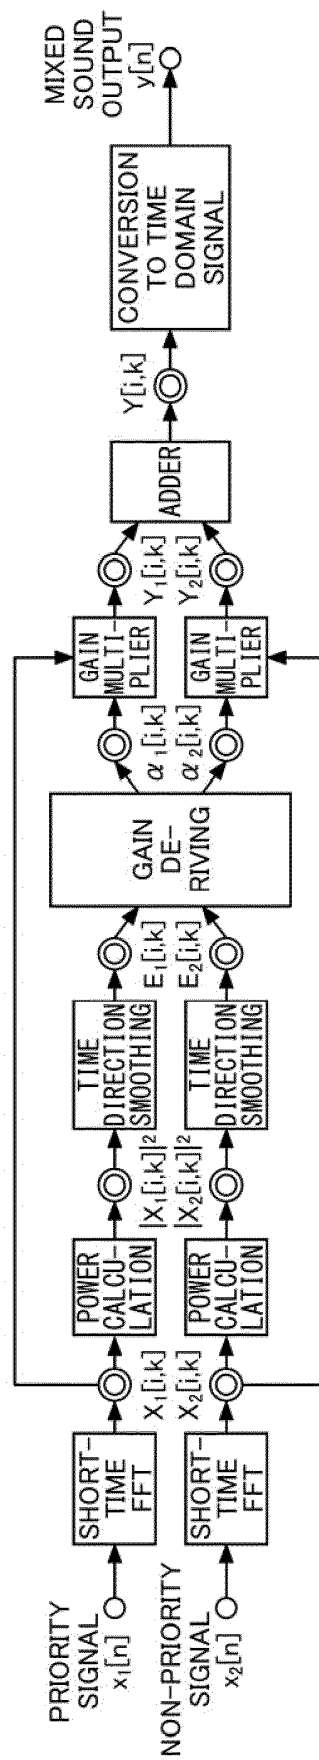 PRIORITY
SIGNAL
x₁[n]
SHORT-
TIME
FFT
X₁[i,k]
POWER
CALCU-
LATION
|X₁[i,k]|²
TIME
DIRECTION
SMOOTHING
E₁[i,k]
NON-PRIORITY
SIGNAL
x₂[n]
SHORT-
TIME
FFT
X₂[i,k]
POWER
CALCU-
LATION
|X₂[i,k]|²
TIME
DIRECTION
SMOOTHING
E₂[i,k]
GAIN
DE-
RIVING
α₁[i,k]
GAIN
MULTI-
PLIER
Y₁[i,k]
α₂[i,k]
GAIN
MULTI-
PLIER
Y₂[i,k]
ADDER
Y[i,k]
CONVERSION
TO TIME
DOMAIN
SIGNAL
MIXED
SOUND
OUTPUT
y[n]